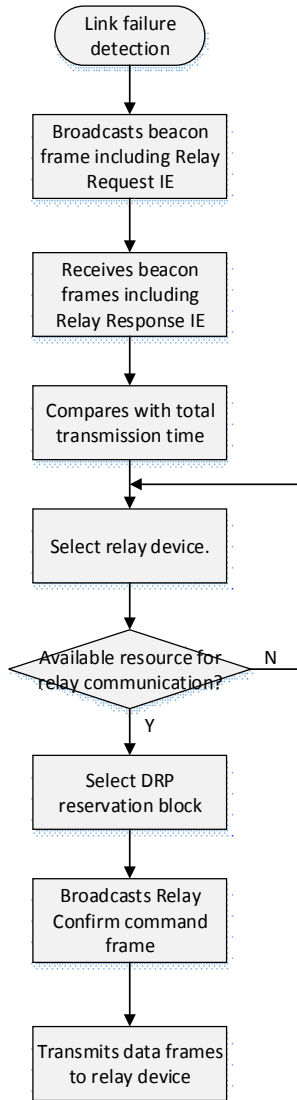 Link failure
detection
Broadcasts beacon
frame including Relay
Request IE
Receives beacon
frames including
Relay Response IE
Compares with total
transmission time
Select relay device.
Available resource for
relay communication?
N
Y
Select DRP
reservation block
Broadcasts Relay
Confirm command
frame
Transmits data frames
to relay device